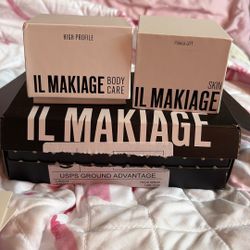 HIGH PROFILE
IL MAKIAGE
BODY
CARE
IL MAKIAGE
SKIN
IL MAKIAGE
USPS GROUND ADVANTAGE